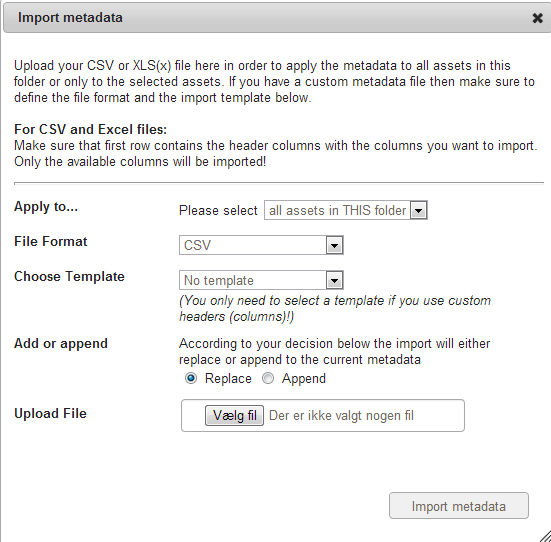 Import metadata
Upload your CSV or XLS(x) file here in order to apply the metadata to all assets in this
folder or only to the selected assets. If you have a custom metadata file then make sure to
define the file format and the import template below.
For CSV and Excel files:
Make sure that first row contains the header columns with the columns you want to import.
Only the available columns will be imported!
Apply to... Please select all assets in THIS folder
File Format CSV
Choose Template No template
(You only need to select a template if you use custom
headers (columns)!)
Add or append According to your decision below the import will either
replace or append to the current metadata
Replace Append
Upload File Vælg fil Der er ikke valgt nogen fil
Import metadata